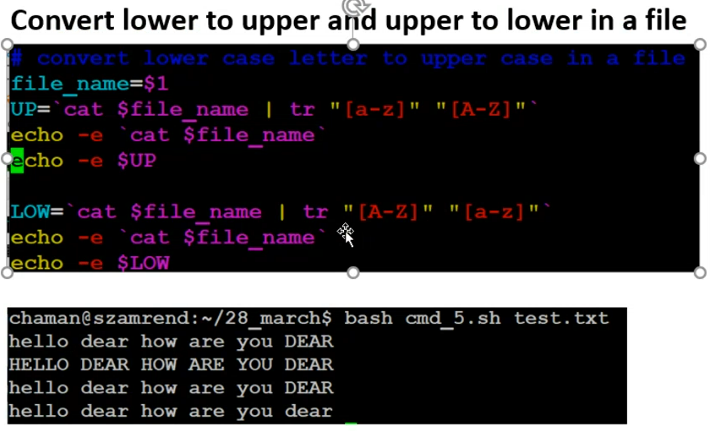 Convert lower to upper and upper to lower in a file
# convert lower case letter to upper case in a file
file_name=$1
UP=`cat $file_name | tr "[a-z]" "[A-Z]"`
echo -e `cat $file_name`
echo -e $UP
LOW=`cat $file_name | tr "[A-Z]" "[a-z]"`
echo -e `cat $file_name`
echo -e $LOW
chaman@szamrend:~/28_march$ bash cmd_5.sh test.txt
hello dear how are you DEAR
HELLO DEAR HOW ARE YOU DEAR
hello dear how are you DEAR
hello dear how are you dear